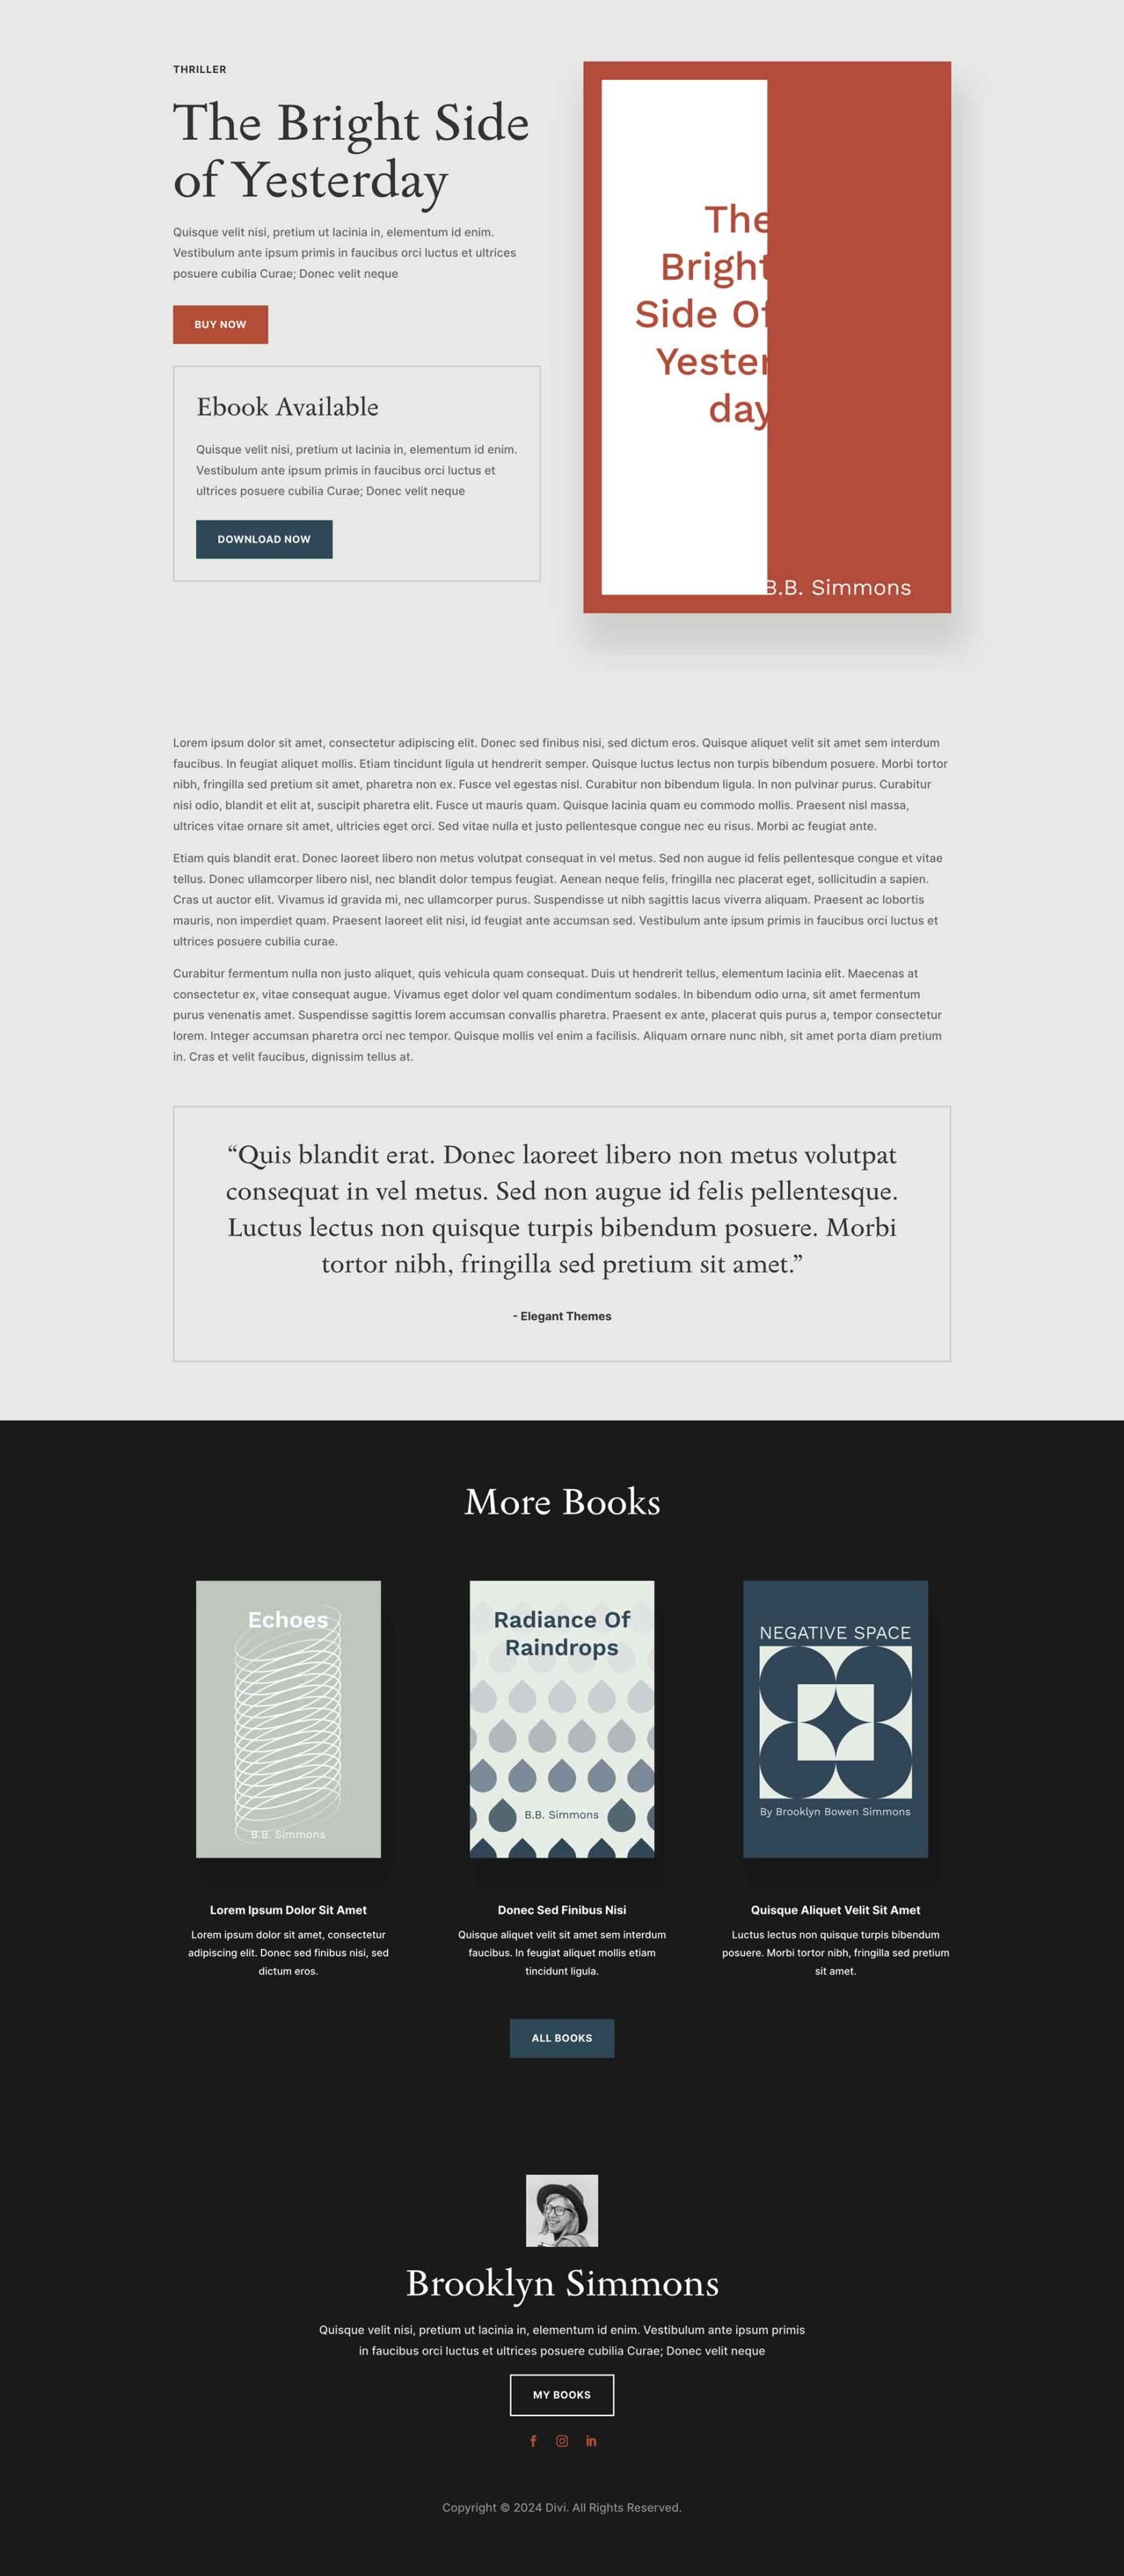 THRILLER
The Bright Side
of Yesterday
Quisque velit nisi, pretium ut lacinia in, elementum id enim.
Vestibulum ante ipsum primis in faucibus orci luctus et ultrices
posuere cubilia Curae; Donec velit neque
BUY NOW
Ebook Available
Quisque velit nisi, pretium ut lacinia in, elementum id enim.
Vestibulum ante ipsum primis in faucibus orci luctus et
ultrices posuere cubilia Curae; Donec velit neque
DOWNLOAD NOW
The
Bright
Side Of
Yester
day
B.B. Simmons
Lorem ipsum dolor sit amet, consectetur adipiscing elit. Donec sed finibus nisi, sed dictum eros. Quisque aliquet velit sit amet sem interdum
faucibus. In feugiat aliquet mollis. Etiam tincidunt ligula ut hendrerit semper. Quisque luctus lectus non turpis bibendum posuere. Morbi tortor
nibh, fringilla sed pretium sit amet, pharetra non ex. Fusce vel egestas nisl. Curabitur non bibendum ligula. In non pulvinar purus. Curabitur
nisi odio, blandit et elit at, suscipit pharetra elit. Fusce ut mauris quam. Quisque lacinia quam eu commodo mollis. Praesent nisl massa,
ultrices vitae ornare sit amet, ultricies eget orci. Sed vitae nulla et justo pellentesque congue nec eu risus. Morbi ac feugiat ante.
Etiam quis blandit erat. Donec laoreet libero non metus volutpat consequat in vel metus. Sed non augue id felis pellentesque congue et vitae
tellus. Donec ullamcorper libero nisl, nec blandit dolor tempus feugiat. Aenean neque felis, fringilla nec placerat eget, sollicitudin a sapien.
Cras ut auctor elit. Vivamus id gravida mi, nec ullamcorper purus. Suspendisse ut nibh sagittis lacus viverra aliquam. Praesent ac lobortis
mauris, non imperdiet quam. Praesent laoreet elit nisi, id feugiat ante accumsan sed. Vestibulum ante ipsum primis in faucibus orci luctus et
ultrices posuere cubilia curae.
Curabitur fermentum nulla non justo aliquet, quis vehicula quam consequat. Duis ut hendrerit tellus, elementum lacinia elit. Maecenas at
consectetur ex, vitae consequat augue. Vivamus eget dolor vel quam condimentum sodales. In bibendum odio urna, sit amet fermentum
purus venenatis amet. Suspendisse sagittis lorem accumsan convallis pharetra. Praesent ex ante, placerat quis purus a, tempor consectetur
lorem. Integer accumsan pharetra orci nec tempor. Quisque mollis vel enim a facilisis. Aliquam ornare nunc nibh, sit amet porta diam pretium
in. Cras et velit faucibus, dignissim tellus at.
“Quis blandit erat. Donec laoreet libero non metus volutpat
consequat in vel metus. Sed non augue id felis pellentesque.
Luctus lectus non quisque turpis bibendum posuere. Morbi
tortor nibh, fringilla sed pretium sit amet.”
- Elegant Themes
More Books
Echoes
B.B. Simmons
Radiance Of
Raindrops
B.B. Simmons
NEGATIVE SPACE
By Brooklyn Bowen Simmons
Lorem Ipsum Dolor Sit Amet
Lorem ipsum dolor sit amet, consectetur
adipiscing elit. Donec sed finibus nisi, sed
dictum eros.
Donec Sed Finibus Nisi
Quisque aliquet velit sit amet sem interdum
faucibus. In feugiat aliquet mollis etiam
tincidunt ligula.
Quisque Aliquet Velit Sit Amet
Luctus lectus non quisque turpis bibendum
posuere. Morbi tortor nibh, fringilla sed pretium
sit amet.
ALL BOOKS
Brooklyn Simmons
Quisque velit nisi, pretium ut lacinia in, elementum id enim. Vestibulum ante ipsum primis
in faucibus orci luctus et ultrices posuere cubilia Curae; Donec velit neque
MY BOOKS
Copyright © 2024 Divi. All Rights Reserved.